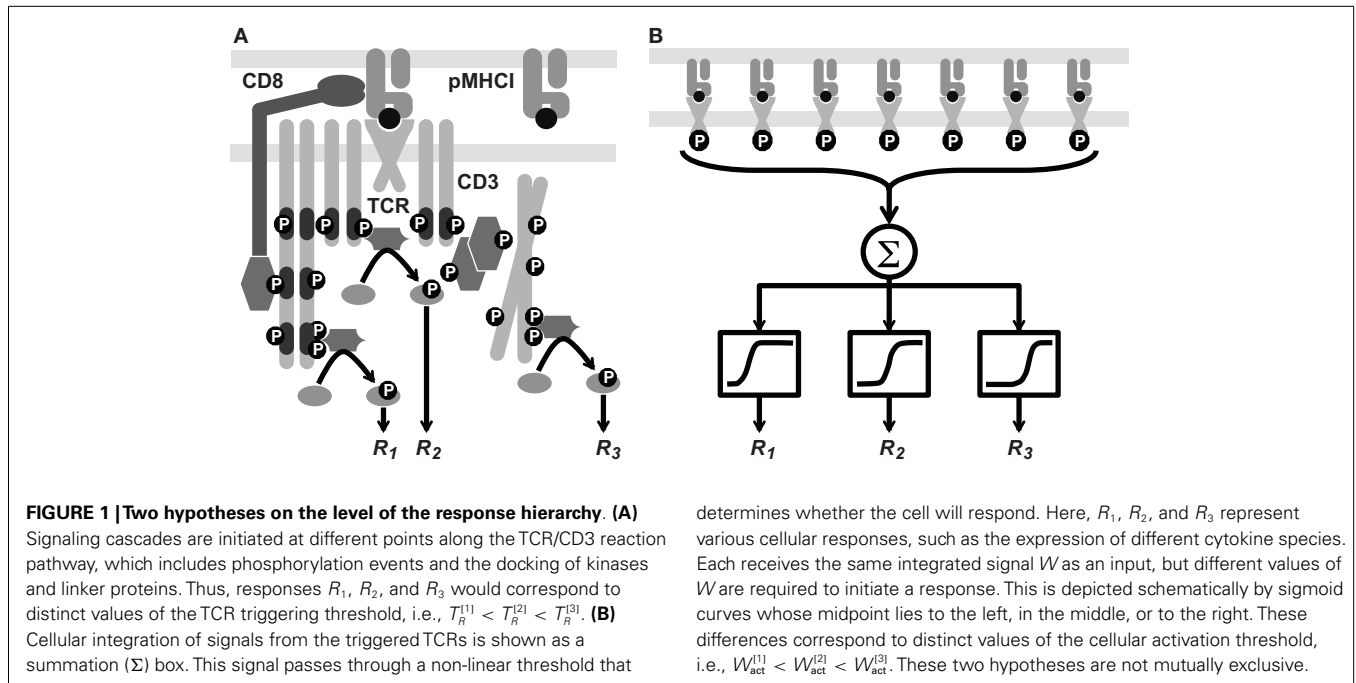 A
CD8
pMHCI
CD3
TCR
P P P P P P
P P P P
P P P P P
P P P
P P
R1 R2 R3
B
P P P P P P P
Σ
R1 R2 R3
FIGURE 1 | Two hypotheses on the level of the response hierarchy. (A)
Signaling cascades are initiated at different points along the TCR/CD3 reaction
pathway, which includes phosphorylation events and the docking of kinases
and linker proteins. Thus, responses R1, R2, and R3 would correspond to
distinct values of the TCR triggering threshold, i.e., T_R^[1] < T_R^[2] < T_R^[3]. (B)
Cellular integration of signals from the triggered TCRs is shown as a
summation (Σ) box. This signal passes through a non-linear threshold that
determines whether the cell will respond. Here, R1, R2, and R3 represent
various cellular responses, such as the expression of different cytokine species.
Each receives the same integrated signal W as an input, but different values of
W are required to initiate a response. This is depicted schematically by sigmoid
curves whose midpoint lies to the left, in the middle, or to the right. These
differences correspond to distinct values of the cellular activation threshold,
i.e., W_act^[1] < W_act^[2] < W_act^[3]. These two hypotheses are not mutually exclusive.